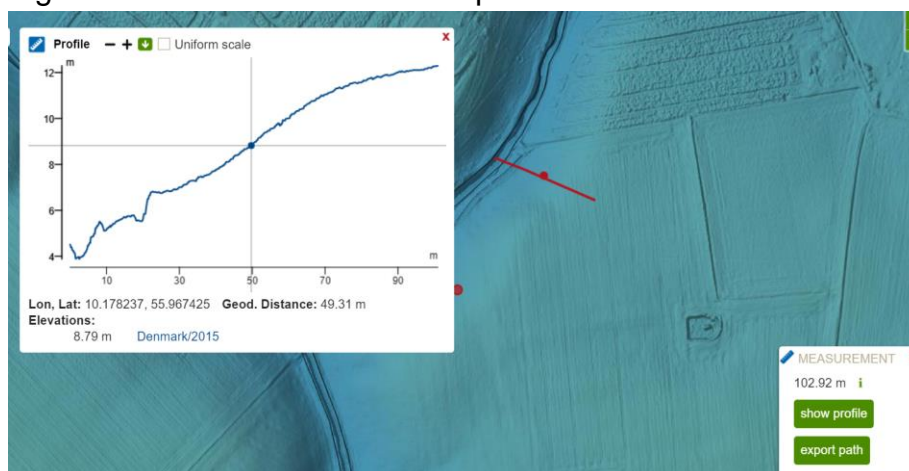 Profile − + Uniform scale x
m
12
10
8
6
4
m
10 30 50 70 90
Lon, Lat: 10.178237, 55.967425 Geod. Distance: 49.31 m
Elevations:
8.79 m Denmark/2015
MEASUREMENT
102.92 m i
show profile
export path